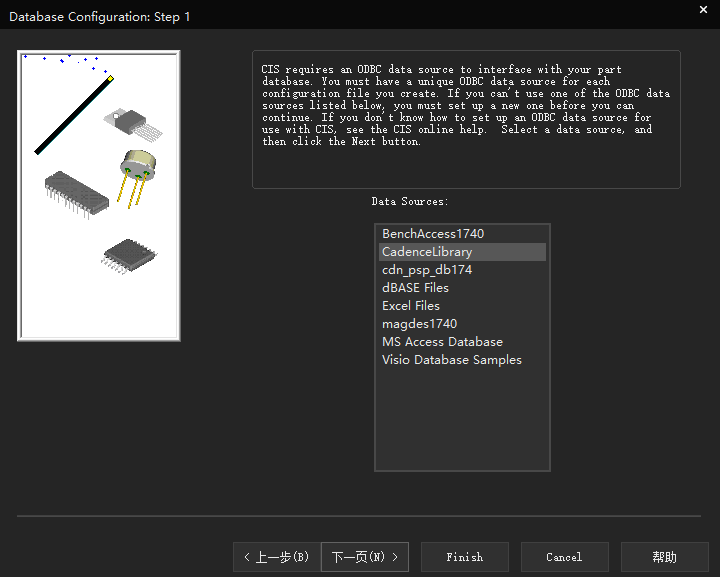 Database Configuration: Step 1
CIS requires an ODBC data source to interface with your part
database. You must have a unique ODBC data source for each
configuration file you create. If you can't use one of the ODBC data
sources listed below, you must set up a new one before you can
continue. If you don't know how to set up an ODBC data source for
use with CIS, see the CIS online help.  Select a data source, and
then click the Next button.
Data Sources:
BenchAccess1740
CadenceLibrary
cdn_psp_db174
dBASE Files
Excel Files
magdes1740
MS Access Database
Visio Database Samples
< 上一步(B) 下一页(N) > Finish Cancel 帮助